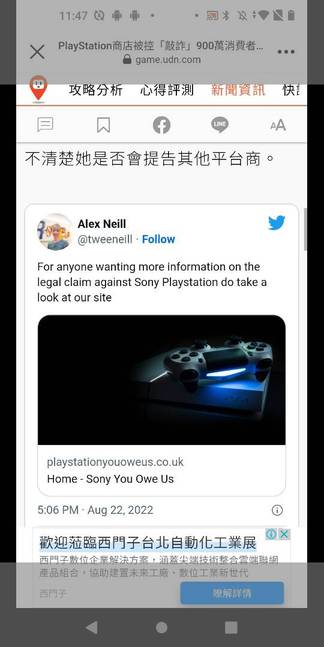 11:47
PlayStation商店被控「敲詐」900萬消費者...
game.udn.com
攻略分析 心得評測 新聞資訊 快訊
LINE
AA
不清楚她是否會提告其他平台商。
Alex Neill
@tweeneill · Follow
For anyone wanting more information on the
legal claim against Sony Playstation do take a
look at our site
playstationyouoweus.co.uk
Home - Sony You Owe Us
5:06 PM · Aug 22, 2022
歡迎蒞臨西門子台北自動化工業展
西門子數位企業解決方案，涵蓋尖端技術整合雲端聯網
產品組合，協助建置未來工廠、數位工業新世代
西門子
瞭解詳情